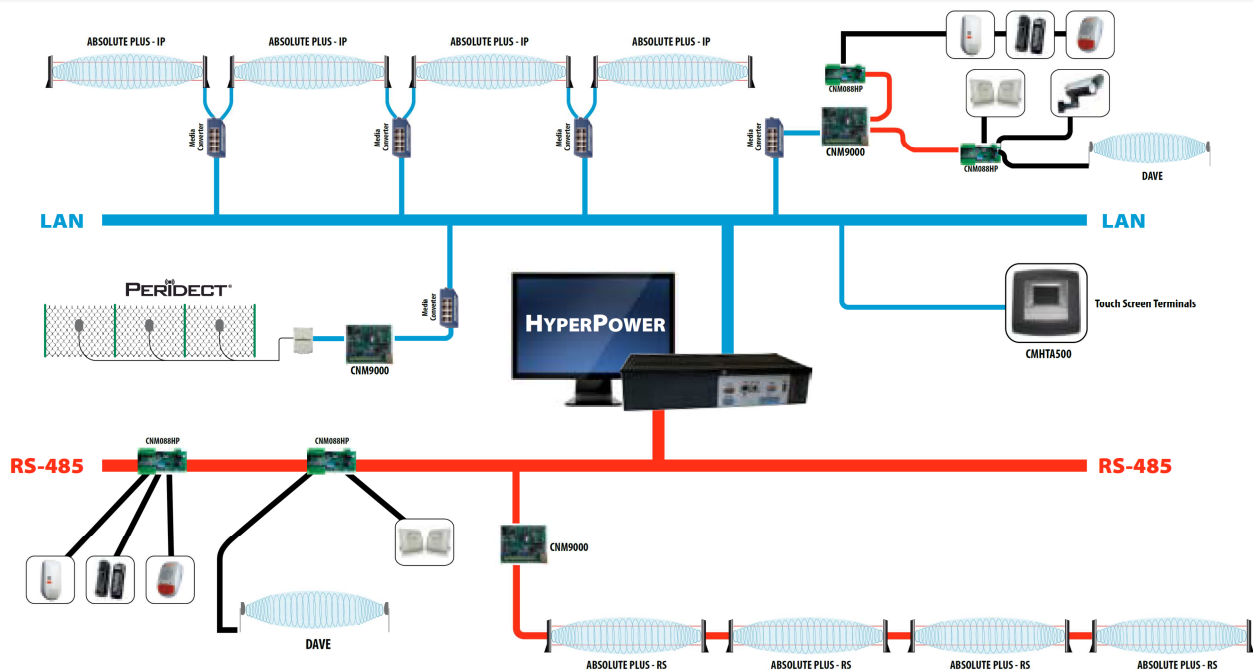 ABSOLUTE PLUS - IP
ABSOLUTE PLUS - IP
ABSOLUTE PLUS - IP
ABSOLUTE PLUS - IP
CNM088HP
Media
Converter
Media
Converter
Media
Converter
Media
Converter
CNM9000
CNM088HP
DAVE
LAN
LAN
PERIDECT®
Media
Converter
CNM9000
HYPERPOWER
Touch Screen Terminals
CMHTA500
CNM088HP
CNM088HP
RS-485
RS-485
CNM9000
DAVE
ABSOLUTE PLUS - RS
ABSOLUTE PLUS - RS
ABSOLUTE PLUS - RS
ABSOLUTE PLUS - RS